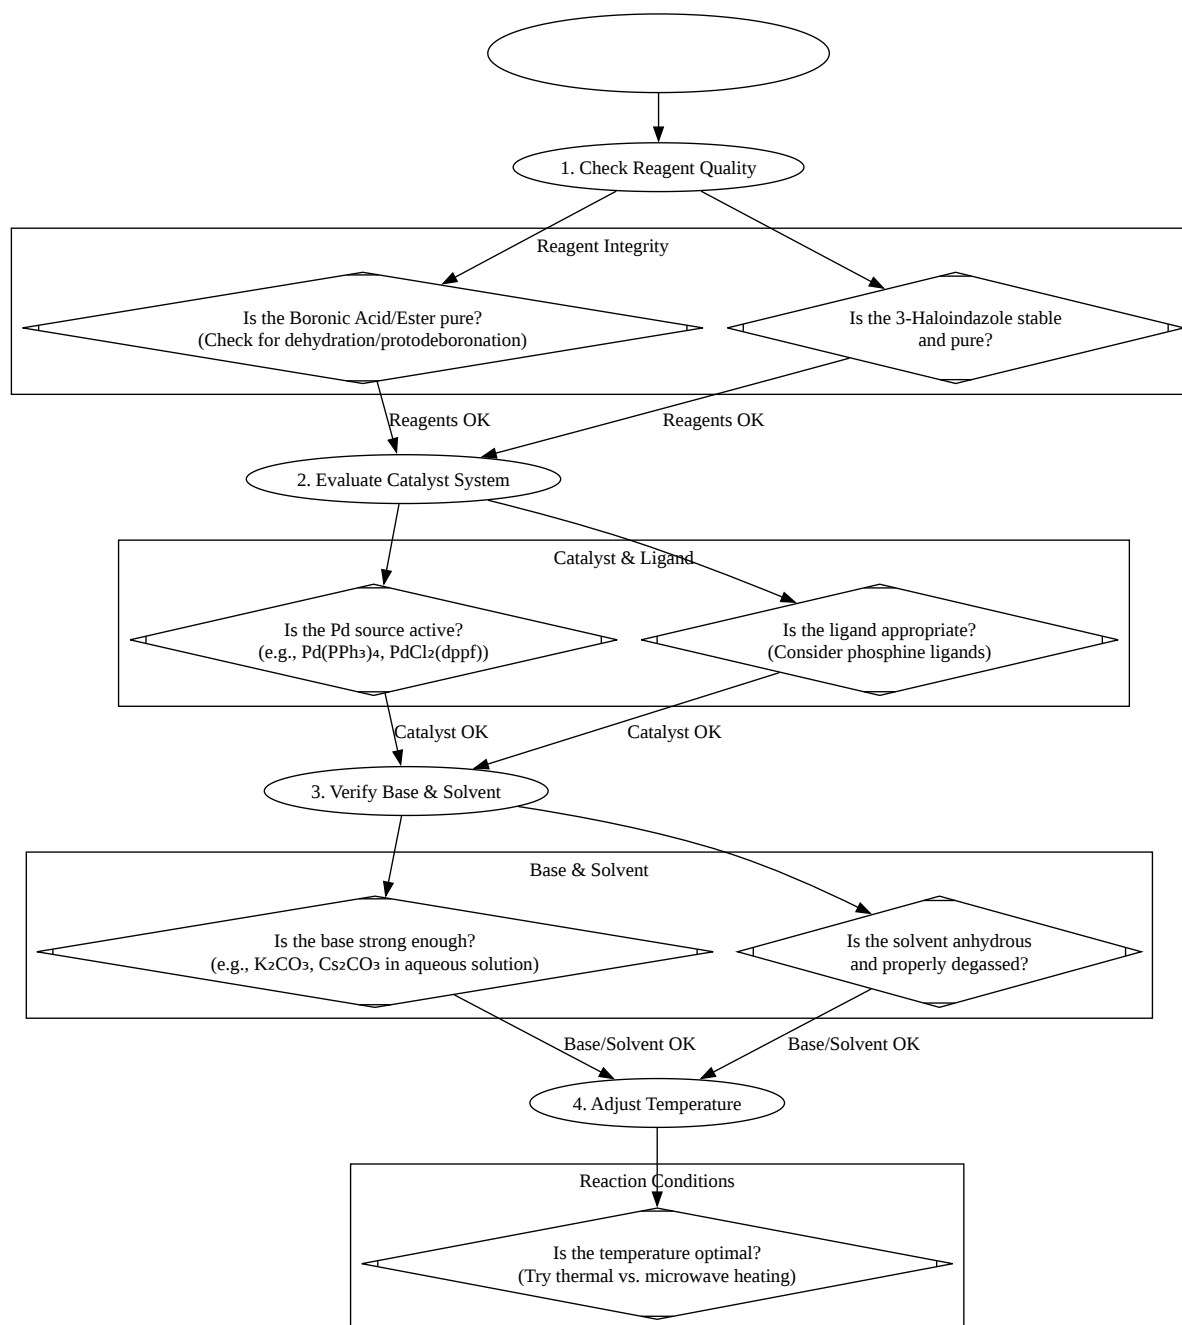 1. Check Reagent Quality
Reagent Integrity
Is the Boronic Acid/Ester pure?
(Check for dehydration/protodeboronation)
Is the 3-Haloindazole stable
and pure?
Reagents OK
Reagents OK
2. Evaluate Catalyst System
Catalyst & Ligand
Is the Pd source active?
(e.g., Pd(PPh₃)₄, PdCl₂(dppf))
Is the ligand appropriate?
(Consider phosphine ligands)
Catalyst OK
Catalyst OK
3. Verify Base & Solvent
Base & Solvent
Is the base strong enough?
(e.g., K₂CO₃, Cs₂CO₃ in aqueous solution)
Is the solvent anhydrous
and properly degassed?
Base/Solvent OK
Base/Solvent OK
4. Adjust Temperature
Reaction Conditions
Is the temperature optimal?
(Try thermal vs. microwave heating)